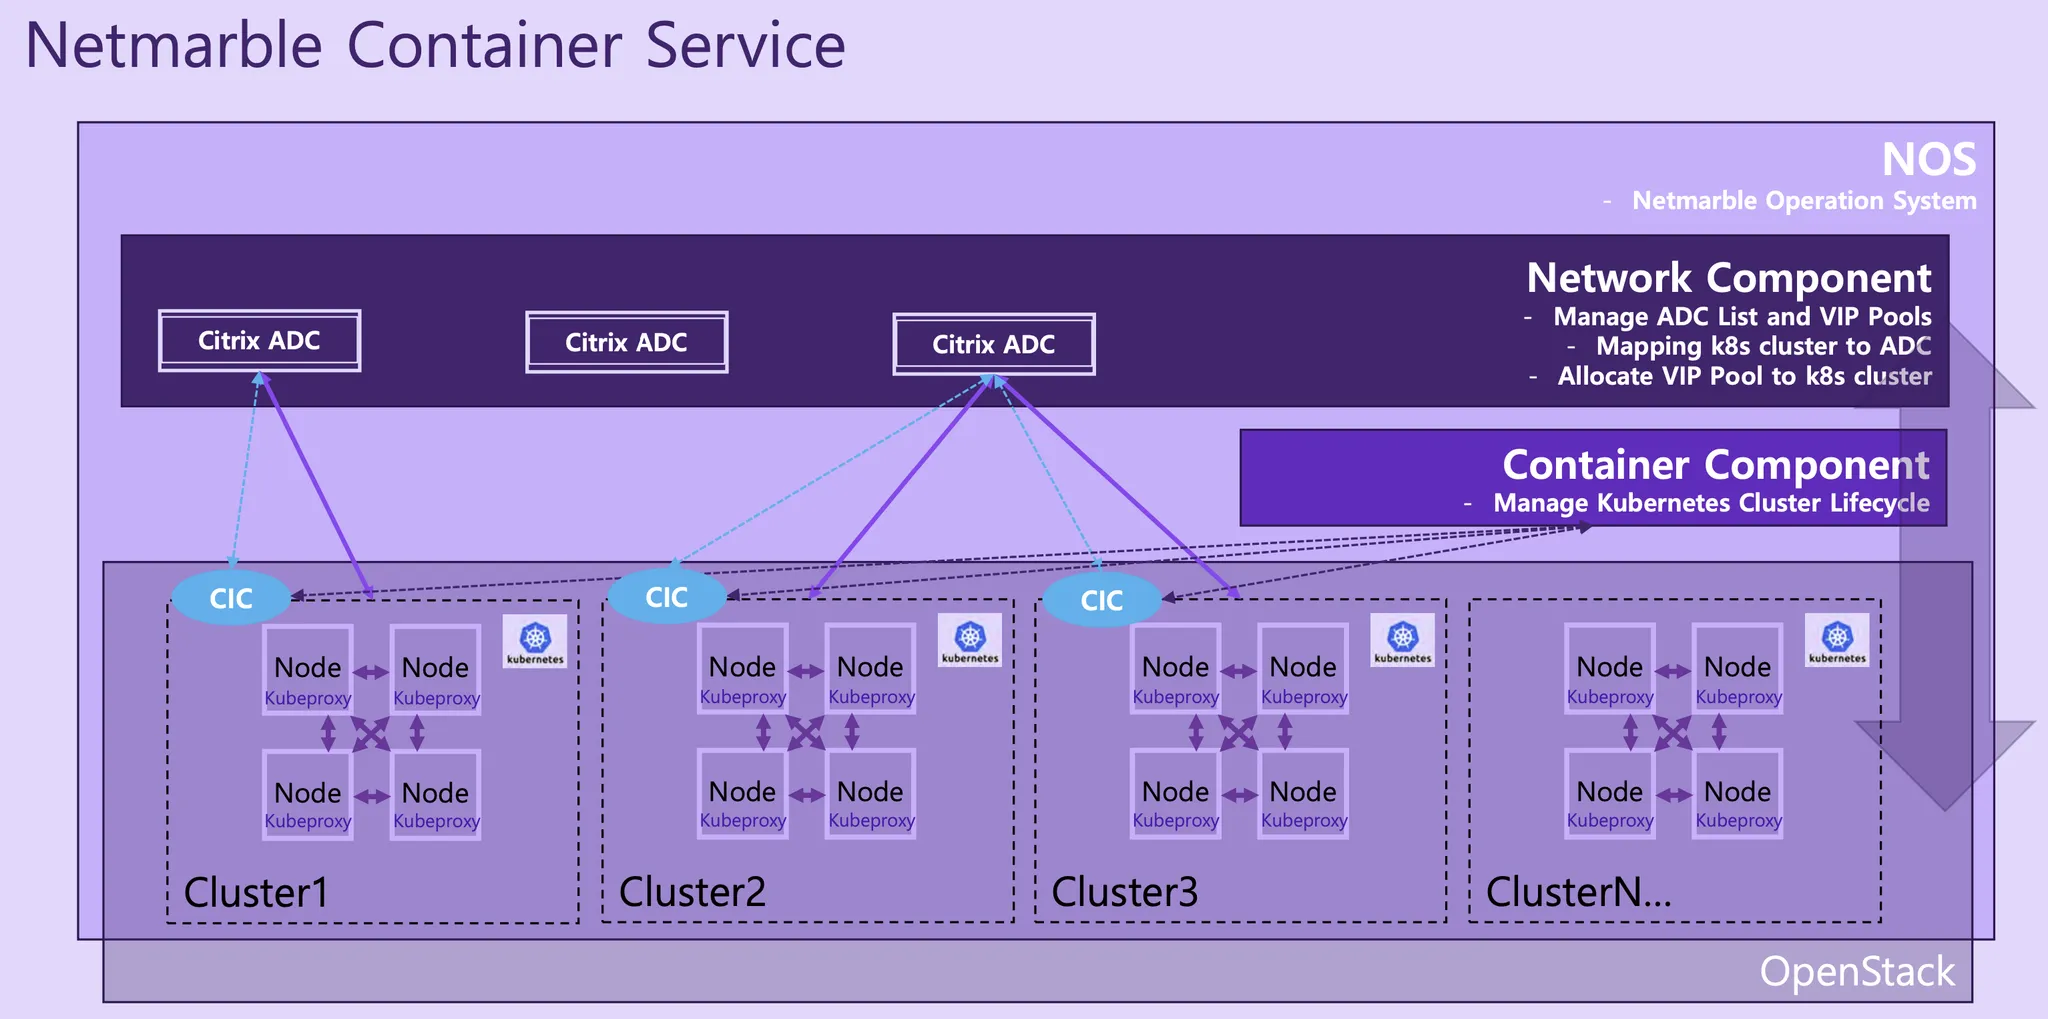 Netmarble Container Service
NOS
- Netmarble Operation System
Network Component
- Manage ADC List and VIP Pools
- Mapping k8s cluster to ADC
- Allocate VIP Pool to k8s cluster
Citrix ADC
Citrix ADC
Citrix ADC
Container Component
- Manage Kubernetes Cluster Lifecycle
CIC
CIC
CIC
kubernetes
Node
Kubeproxy
Node
Kubeproxy
Node
Kubeproxy
Node
Kubeproxy
Cluster1
kubernetes
Node
Kubeproxy
Node
Kubeproxy
Node
Kubeproxy
Node
Kubeproxy
Cluster2
kubernetes
Node
Kubeproxy
Node
Kubeproxy
Node
Kubeproxy
Node
Kubeproxy
Cluster3
kubernetes
Node
Kubeproxy
Node
Kubeproxy
Node
Kubeproxy
Node
Kubeproxy
ClusterN...
OpenStack